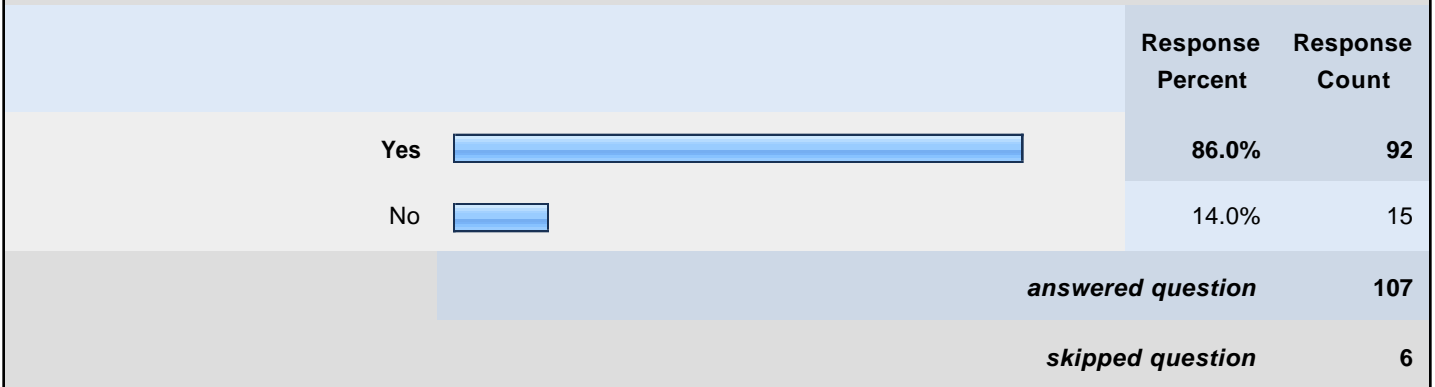 Response Response
Percent Count
Yes 86.0% 92
No 14.0% 15
answered question 107
skipped question 6